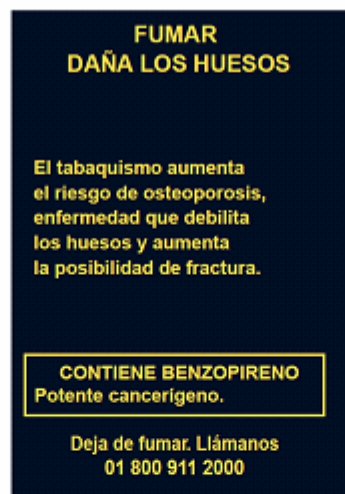 FUMAR
DAÑA LOS HUESOS
El tabaquismo aumenta
el riesgo de osteoporosis,
enfermedad que debilita
los huesos y aumenta
la posibilidad de fractura.
CONTIENE BENZOPIRENO
Potente cancerígeno.
Deja de fumar. Llámanos
01 800 911 2000